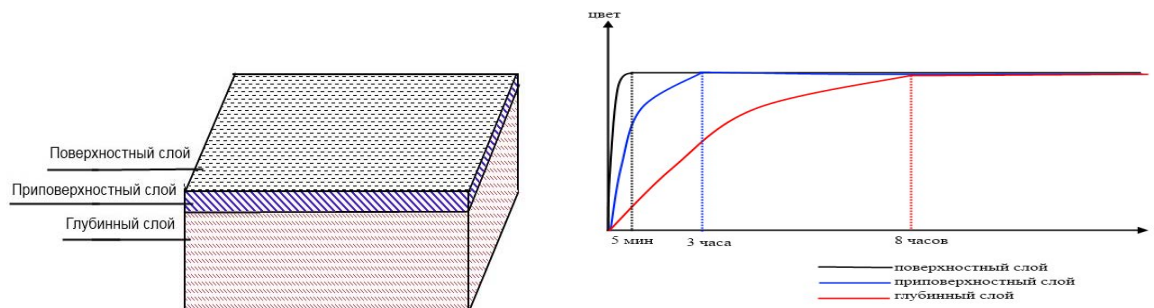 Поверхностный слой
Приповерхностный слой
Глубинный слой
цвет
5 мин
3 часа
8 часов
поверхностный слой
приповерхностный слой
глубинный слой